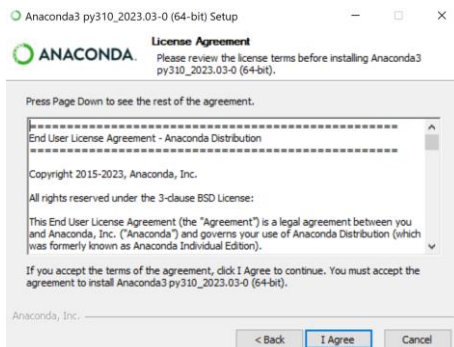 Anaconda3 py310_2023.03-0 (64-bit) Setup
ANACONDA.
License Agreement
Please review the license terms before installing Anaconda3
py310_2023.03-0 (64-bit).
Press Page Down to see the rest of the agreement.
==================================================
End User License Agreement - Anaconda Distribution
==================================================
Copyright 2015-2023, Anaconda, Inc.
All rights reserved under the 3-clause BSD License:
This End User License Agreement (the "Agreement") is a legal agreement between you
and Anaconda, Inc. ("Anaconda") and governs your use of Anaconda Distribution (which
was formerly known as Anaconda Individual Edition).
If you accept the terms of the agreement, click I Agree to continue. You must accept the
agreement to install Anaconda3 py310_2023.03-0 (64-bit).
Anaconda, Inc.
< Back
I Agree
Cancel